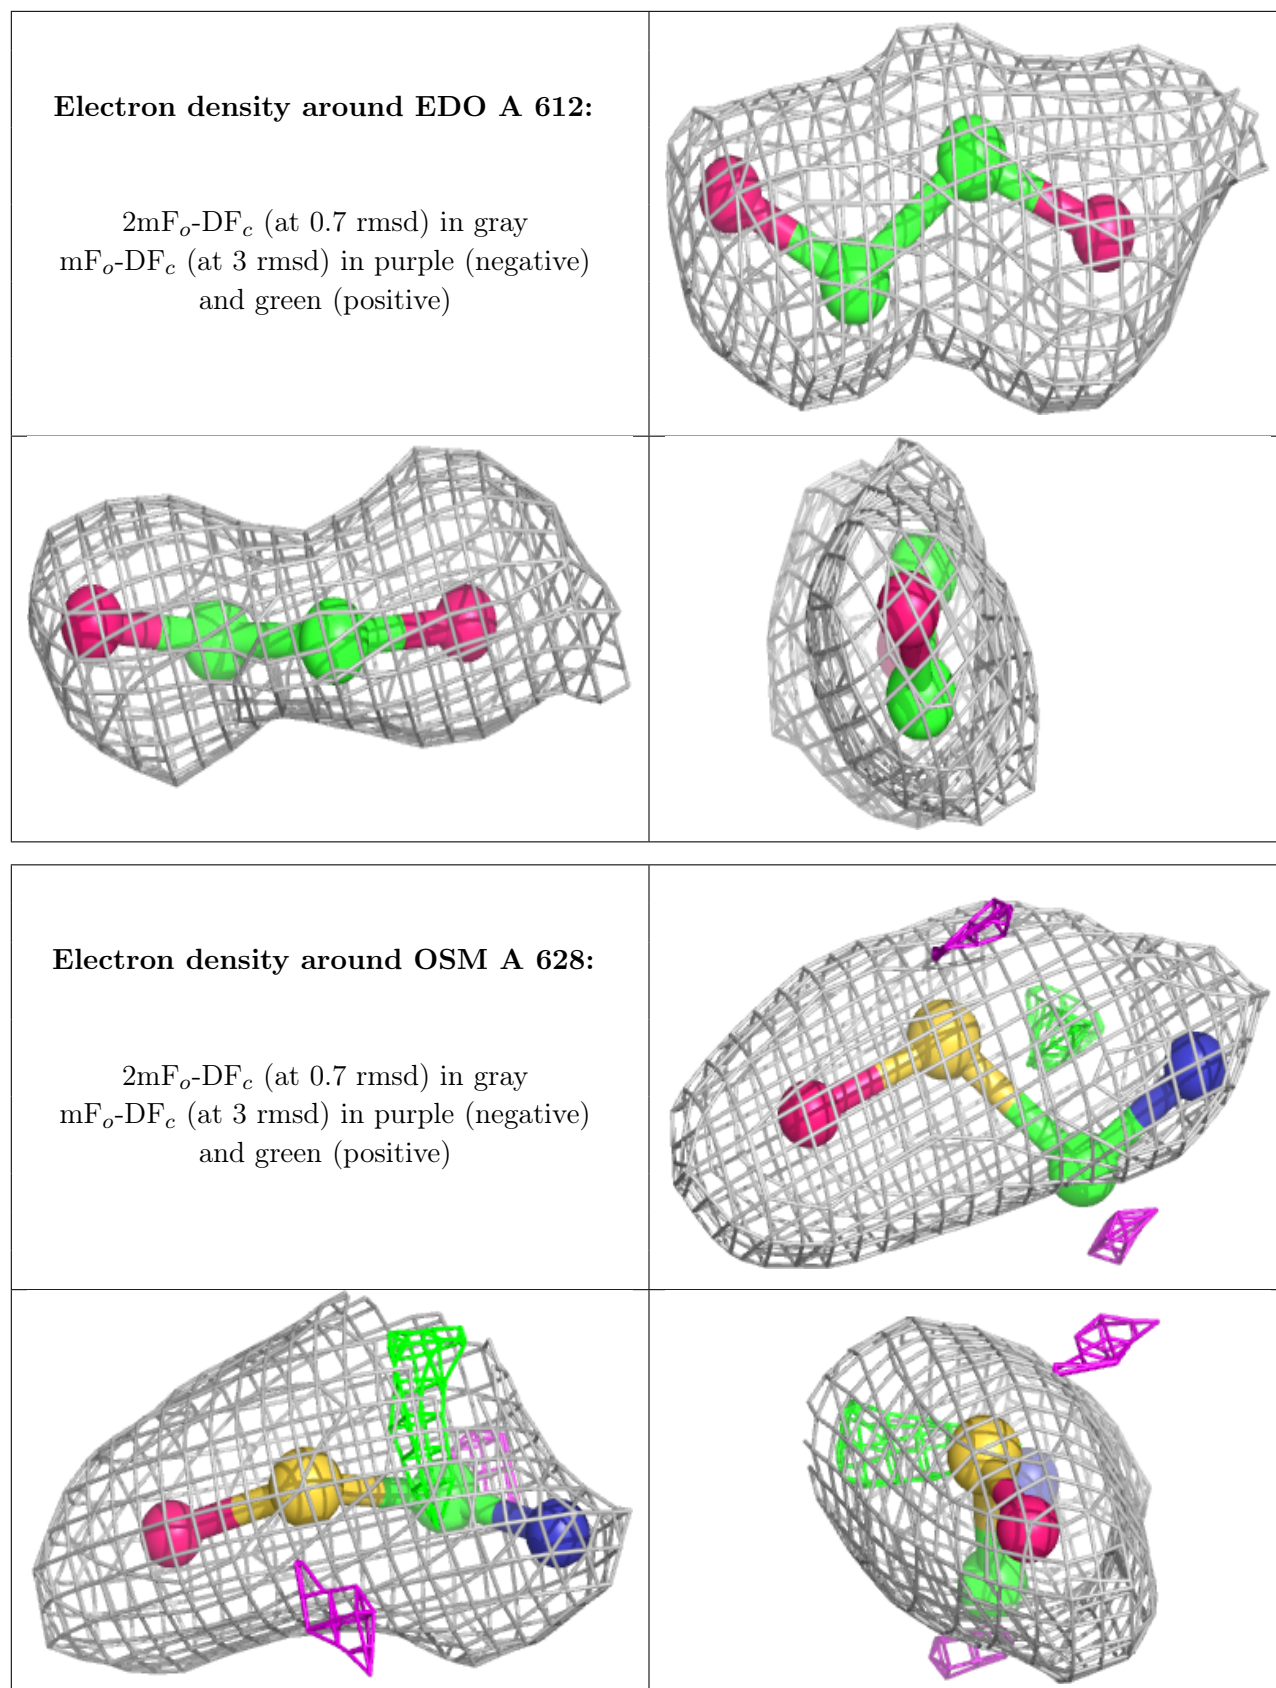 Electron density around EDO A 612:
2mFₒ-DF𝒸 (at 0.7 rmsd) in gray
mFₒ-DF𝒸 (at 3 rmsd) in purple (negative)
and green (positive)
Electron density around OSM A 628:
2mFₒ-DF𝒸 (at 0.7 rmsd) in gray
mFₒ-DF𝒸 (at 3 rmsd) in purple (negative)
and green (positive)